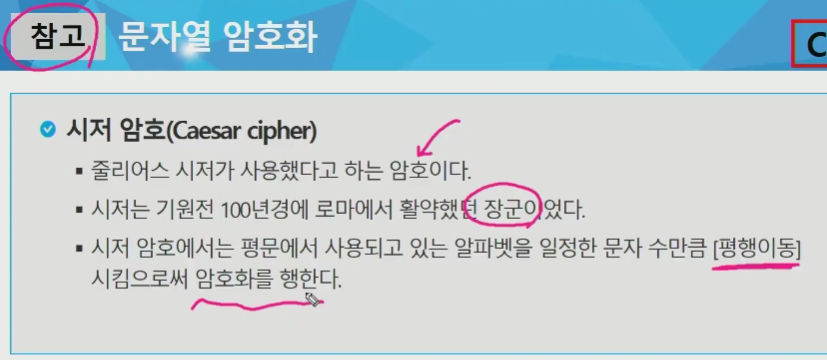 참고 문자열 암호화
C
시저 암호(Caesar cipher)
▪ 줄리어스 시저가 사용했다고 하는 암호이다.
▪ 시저는 기원전 100년경에 로마에서 활약했던 장군이었다.
▪ 시저 암호에서는 평문에서 사용되고 있는 알파벳을 일정한 문자 수만큼 [평행이동]
시킴으로써 암호화를 행한다.